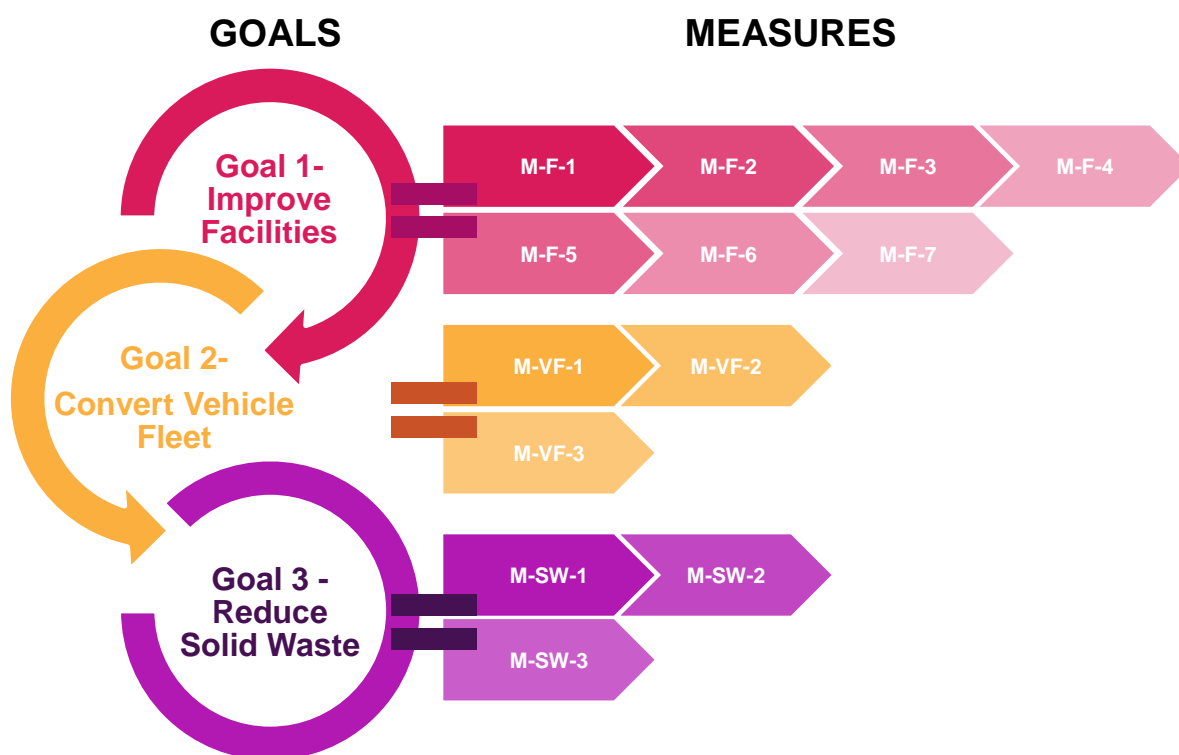 GOALS
MEASURES
Goal 1-
Improve
Facilities
M-F-1
M-F-2
M-F-3
M-F-4
M-F-5
M-F-6
M-F-7
Goal 2-
Convert Vehicle
Fleet
M-VF-1
M-VF-2
M-VF-3
Goal 3 -
Reduce
Solid Waste
M-SW-1
M-SW-2
M-SW-3